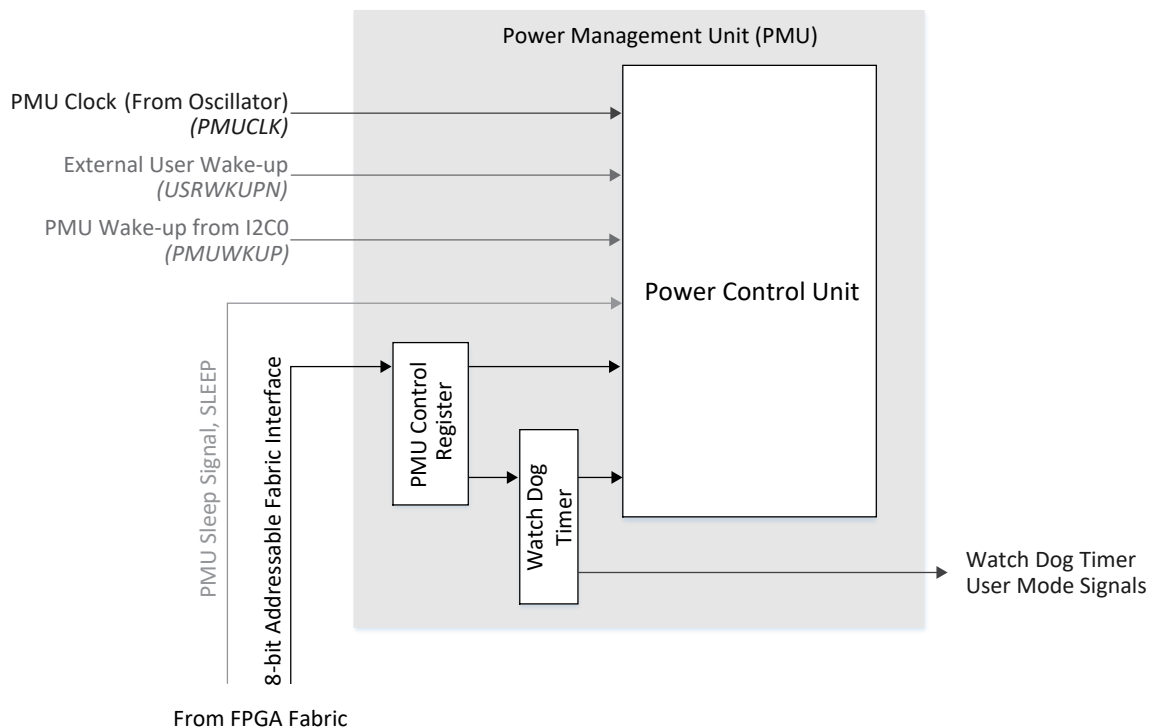 Power Management Unit (PMU)
PMU Clock (From Oscillator)
(PMUCLK)
External User Wake-up
(USRWKUPN)
PMU Wake-up from I2C0
(PMUWKUP)
Power Control Unit
PMU Sleep Signal, SLEEP
8-bit Addressable Fabric Interface
PMU Control
Register
Watch Dog
Timer
Watch Dog Timer
User Mode Signals
From FPGA Fabric